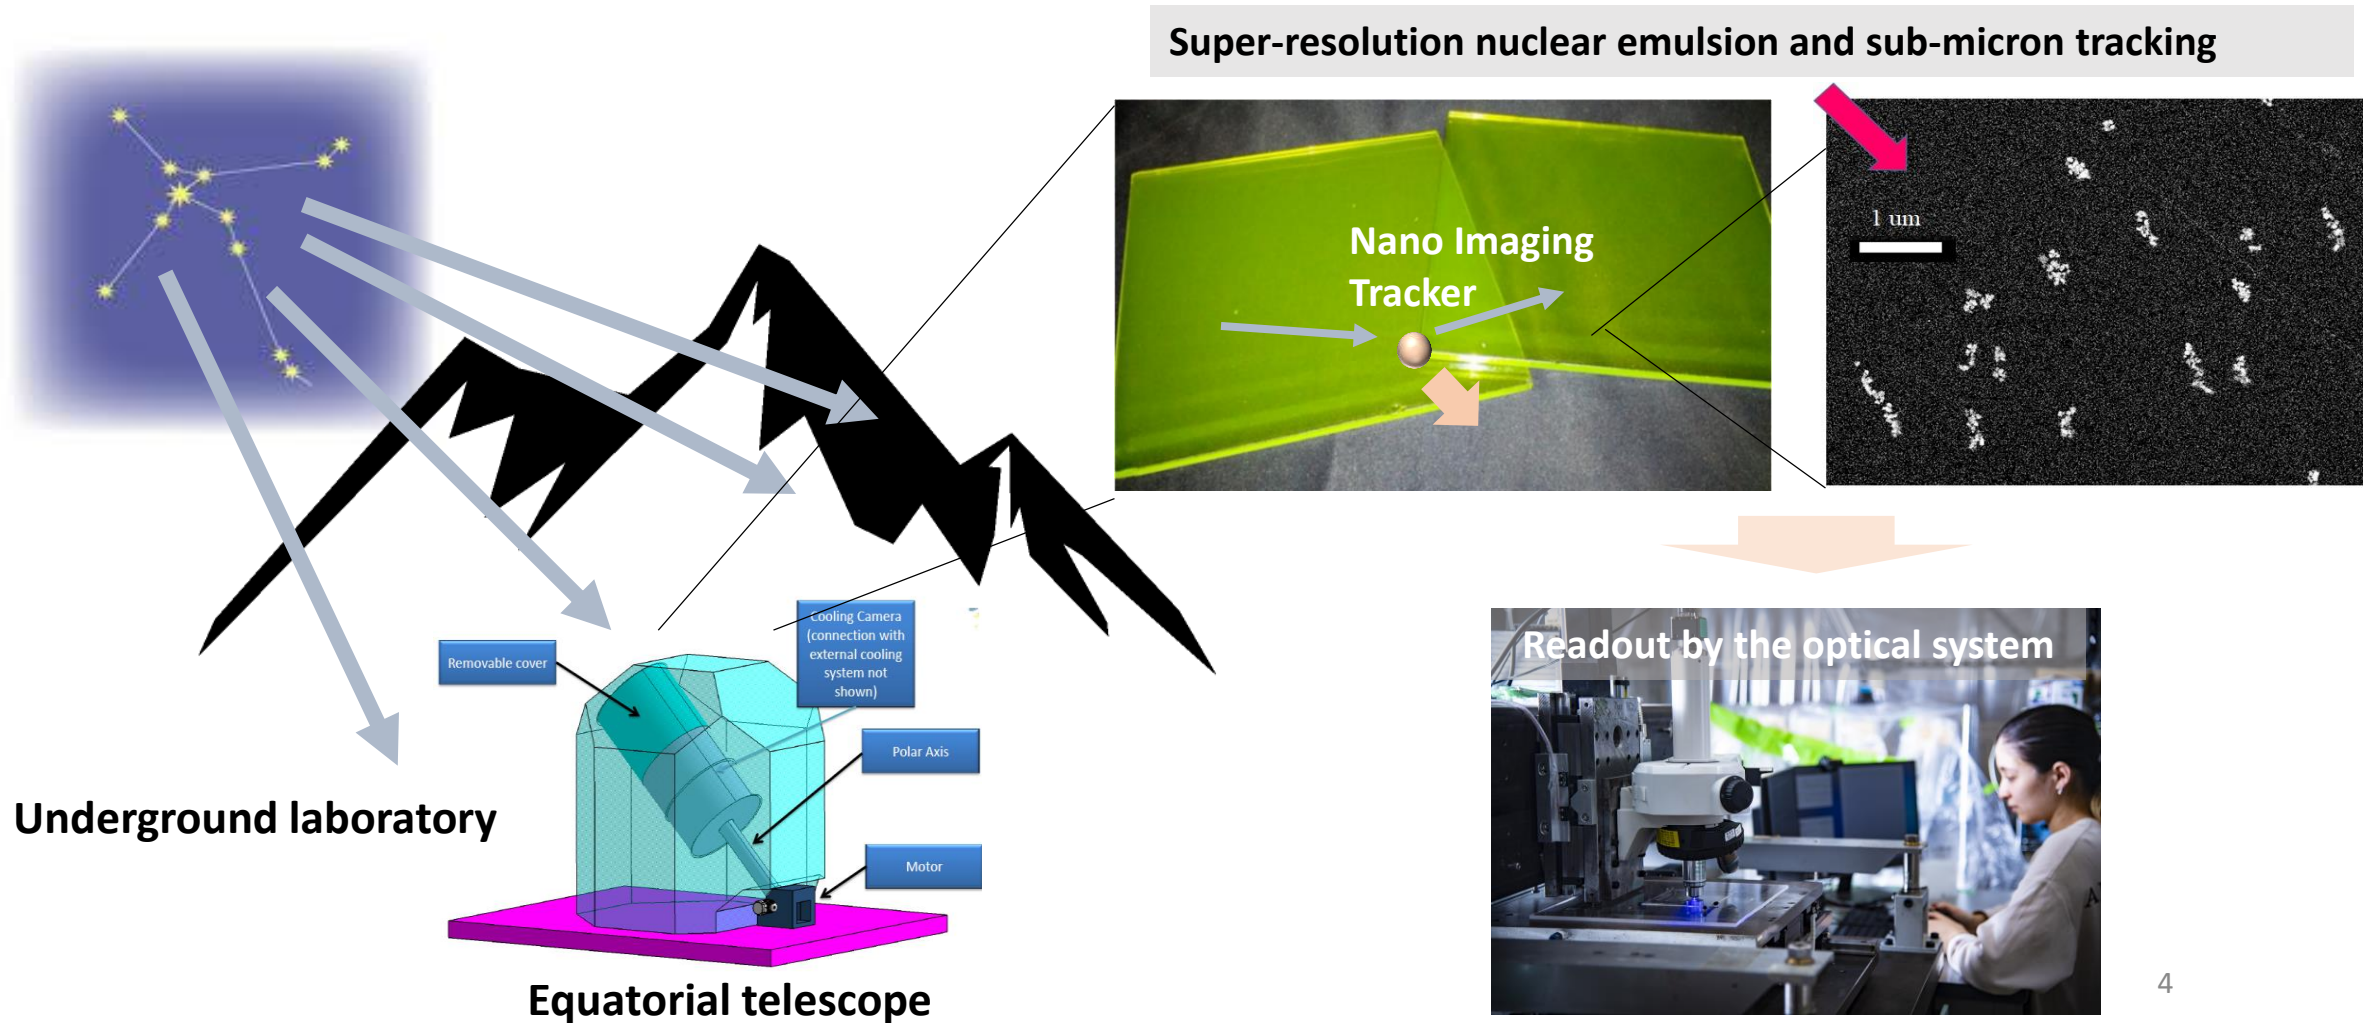 Super-resolution nuclear emulsion and sub-micron tracking
Nano Imaging
Tracker
1 um
Cooling Camera
(connection with
external cooling
system not
shown)
Removable cover
Polar Axis
Motor
Underground laboratory
Equatorial telescope
Readout by the optical system
4